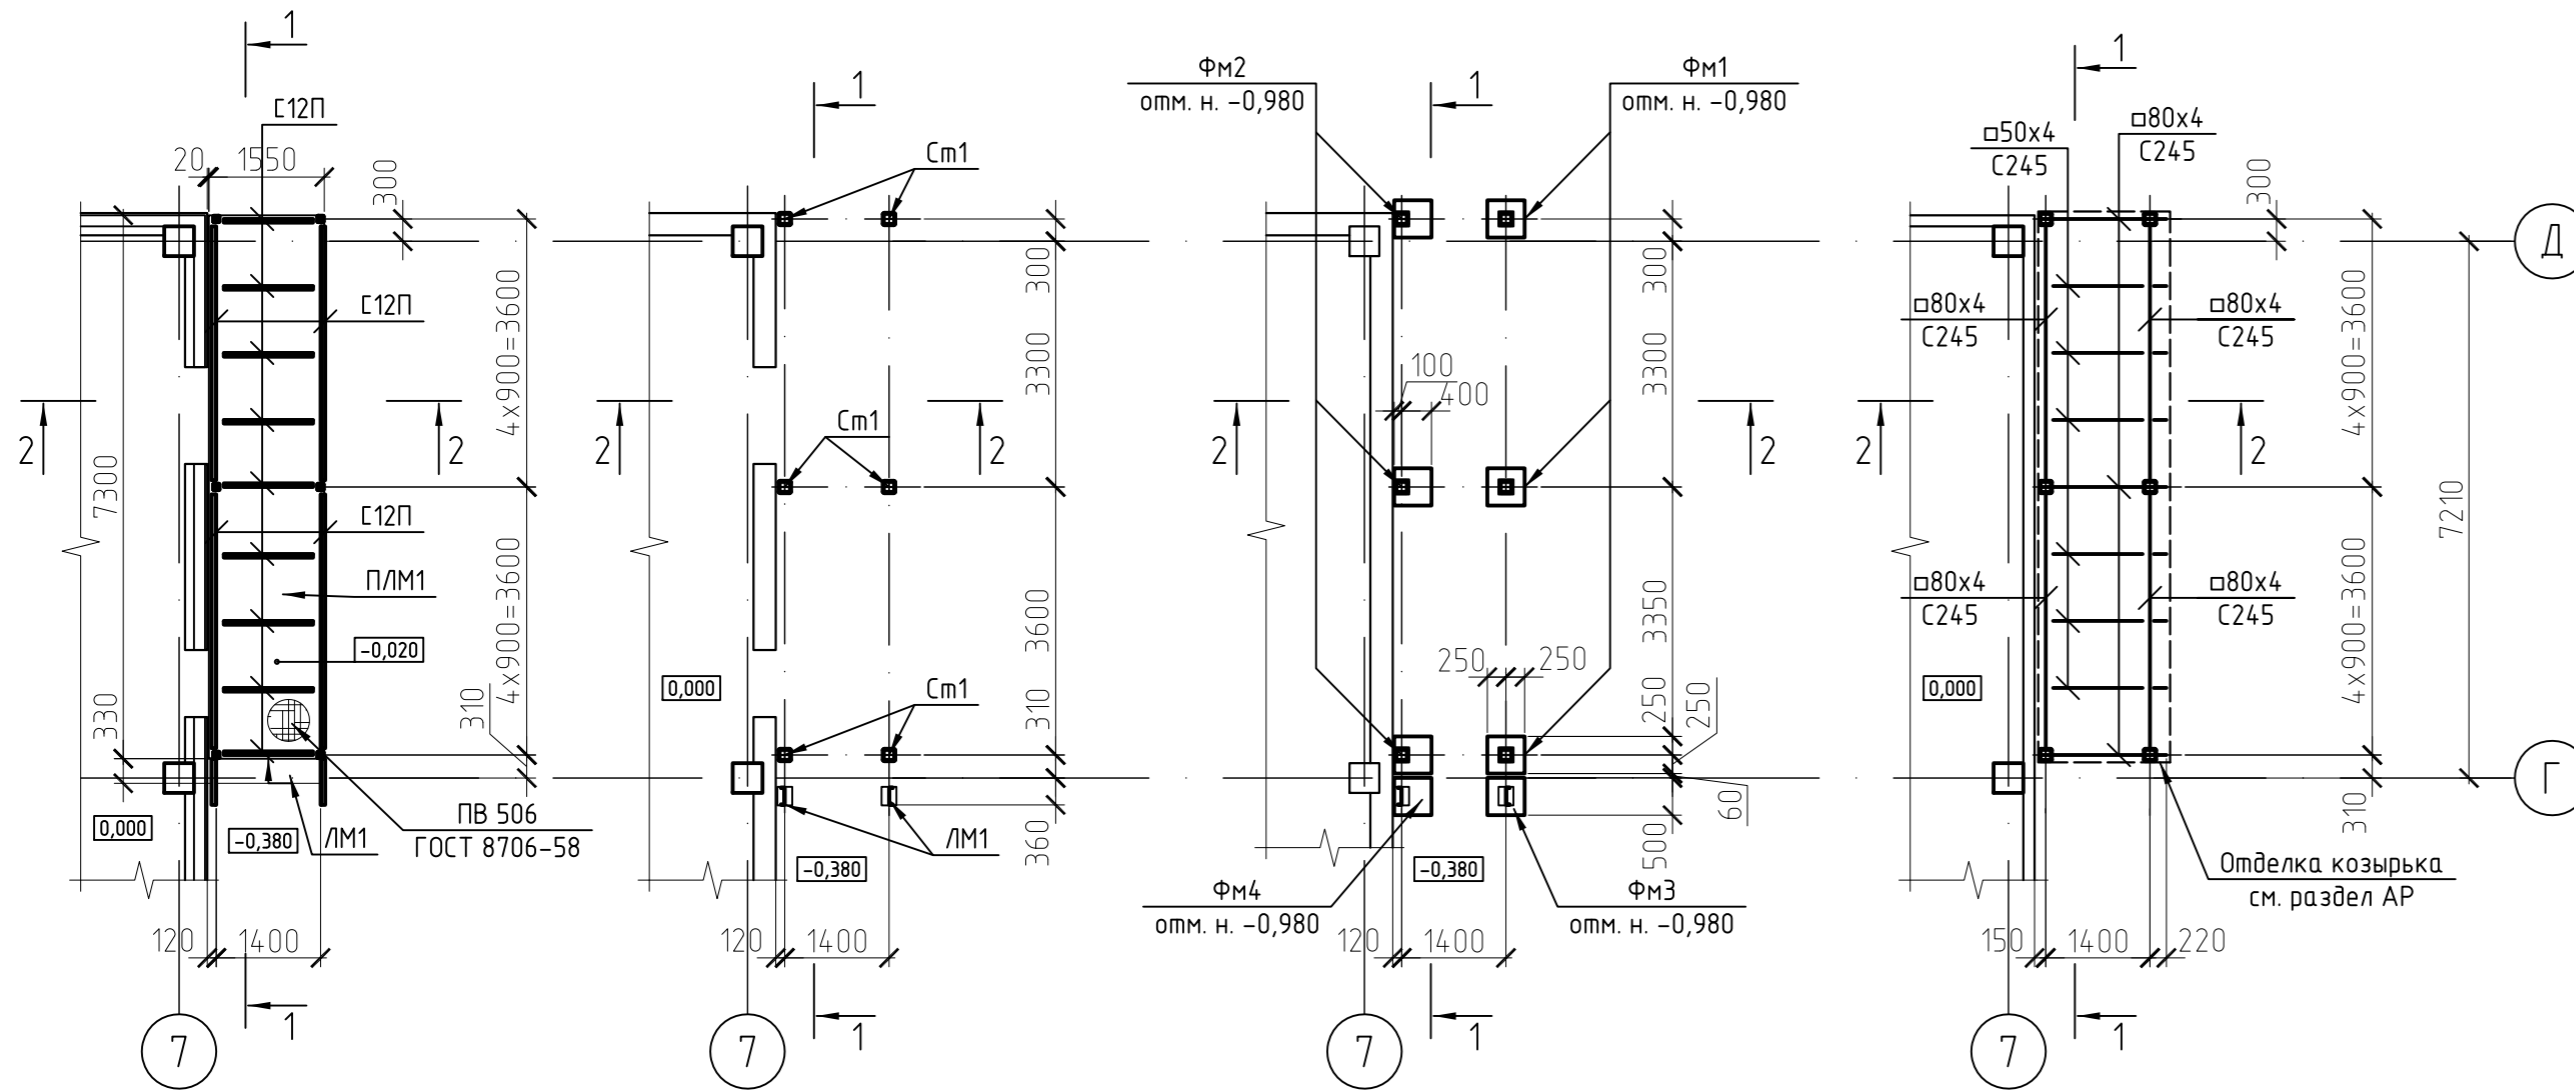 1
С12П
20
1550
300
С12П
4х900=3600
2
2
7300
С12П
ПЛМ1
-0,020
4х900=3600
310
330
0,000
-0,380
ЛМ1
ПВ 506
ГОСТ 8706-58
120
1400
1
7
1
Ст1
300
3300
2
2
Ст1
3600
0,000
Ст1
310
360
-0,380
ЛМ1
120
1400
1
7
Фм2
отм. н. -0,980
1
Фм1
отм. н. -0,980
300
3300
100
400
2
2
3350
250
250
250
250
60
500
-0,380
Фм4
отм. н. -0,980
Фм3
отм. н. -0,980
120
1400
1
7
1
□50х4
С245
□80х4
С245
300
Д
□80х4
С245
□80х4
С245
4х900=3600
2
2
7210
□80х4
С245
□80х4
С245
4х900=3600
0,000
310
Г
Отделка козырька
см. раздел АР
150
1400
220
1
7